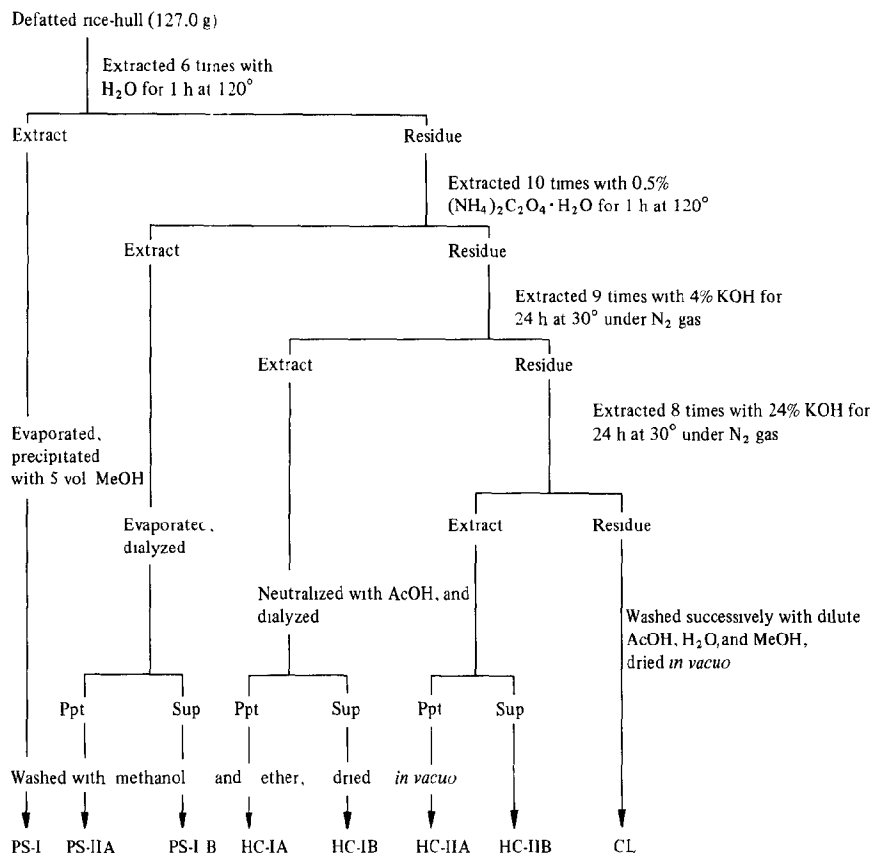 Defatted rice-hull (127.0 g)
Extracted 6 times with
H₂O for 1 h at 120°
Extract Residue
Extracted 10 times with 0.5%
(NH₄)₂C₂O₄·H₂O for 1 h at 120°
Extract Residue
Extracted 9 times with 4% KOH for
24 h at 30° under N₂ gas
Extract Residue
Extracted 8 times with 24% KOH for
24 h at 30° under N₂ gas
Evaporated,
precipitated
with 5 vol MeOH
Extract Residue
Evaporated,
dialyzed
Neutralized with AcOH, and
dialyzed
Washed successively with dilute
AcOH, H₂O, and MeOH,
dried in vacuo
Ppt Sup Ppt Sup Ppt Sup
Washed with methanol and ether, dried in vacuo
PS-I PS-IIA PS-I B HC-IA HC-IB HC-IIA HC-IIB CL